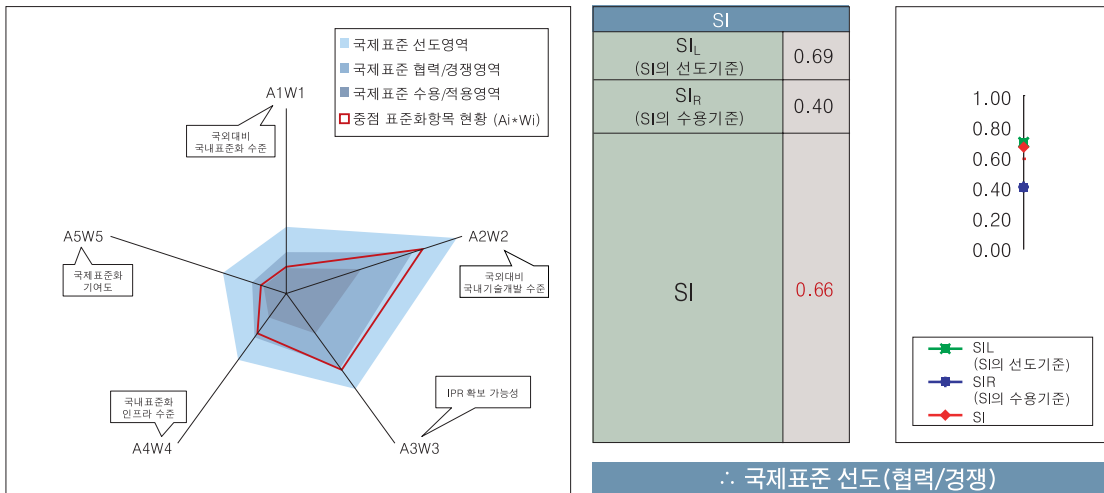 국제표준 선도영역
국제표준 협력/경쟁영역
국제표준 수용/적용영역
중점 표준화항목 현황 (Ai*Wi)
A1W1
국외대비
국내표준화 수준
A2W2
국외대비
국내기술개발 수준
A5W5
국제표준화
기여도
국내표준화
인프라 수준
A4W4
IPR 확보 가능성
A3W3
SI
SIL
(SI의 선도기준)
0.69
SIR
(SI의 수용기준)
0.40
SI
0.66
1.00
0.80
0.60
0.40
0.20
0.00
SIL
(SI의 선도기준)
SIR
(SI의 수용기준)
SI
∴ 국제표준 선도(협력/경쟁)